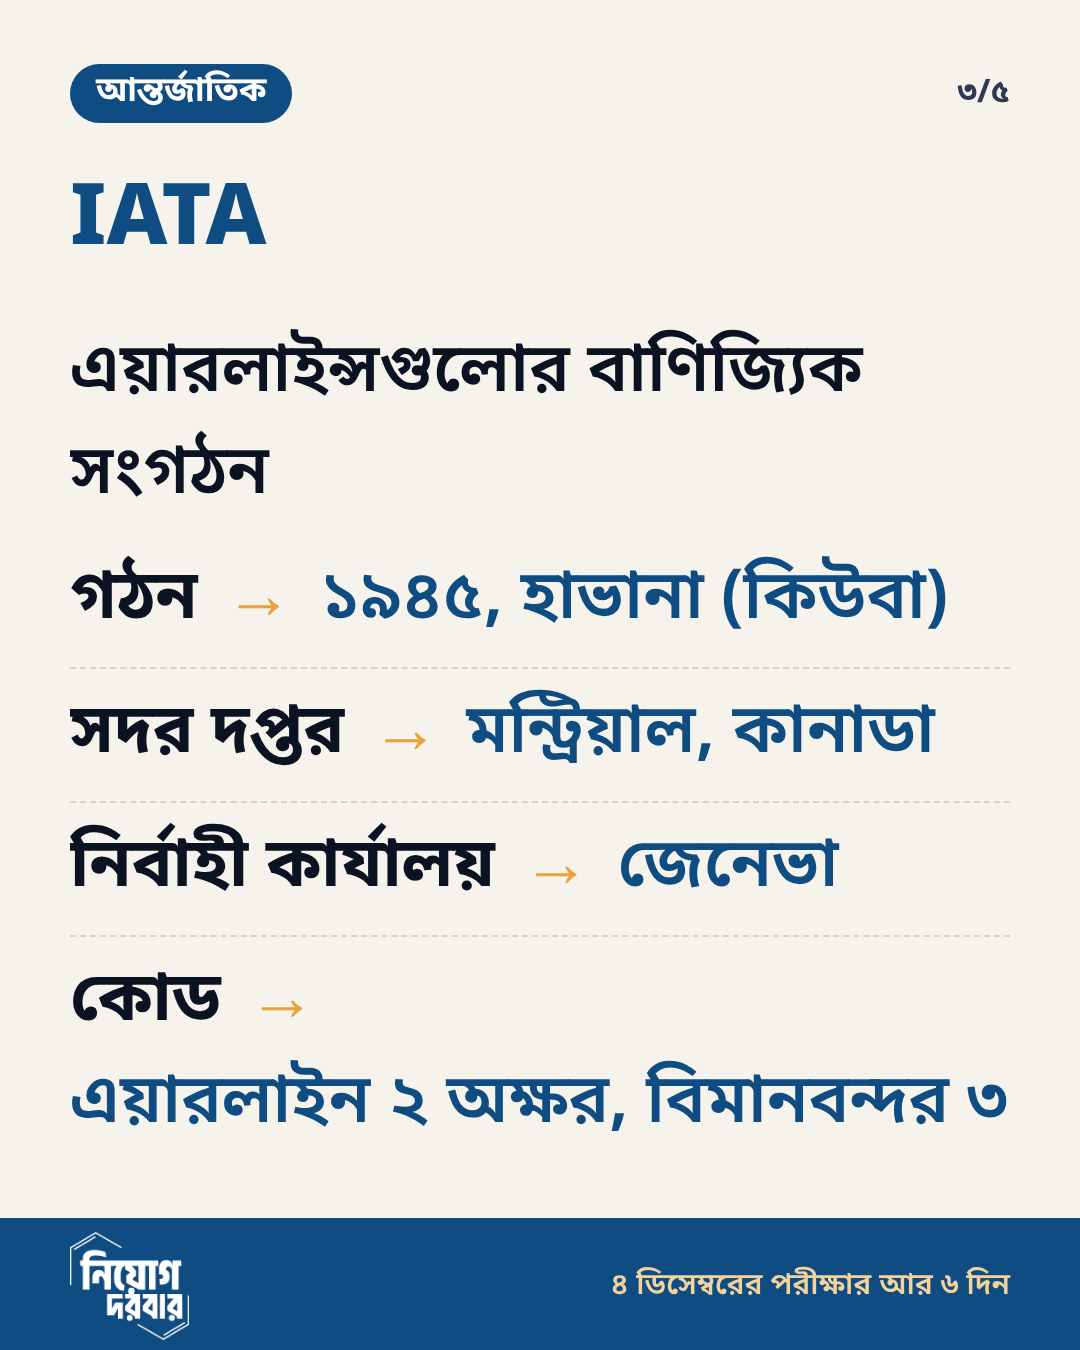 আন্তর্জাতিক
৩/৫
IATA
এয়ারলাইন্সগুলোর বাণিজ্যিক
সংগঠন
গঠন → ১৯৪৫, হাভানা (কিউবা)
সদর দপ্তর → মন্ট্রিয়াল, কানাডা
নির্বাহী কার্যালয় → জেনেভা
কোড →
এয়ারলাইন ২ অক্ষর, বিমানবন্দর ৩
নিয়োগ
দরবার
৪ ডিসেম্বরের পরীক্ষার আর ৬ দিন